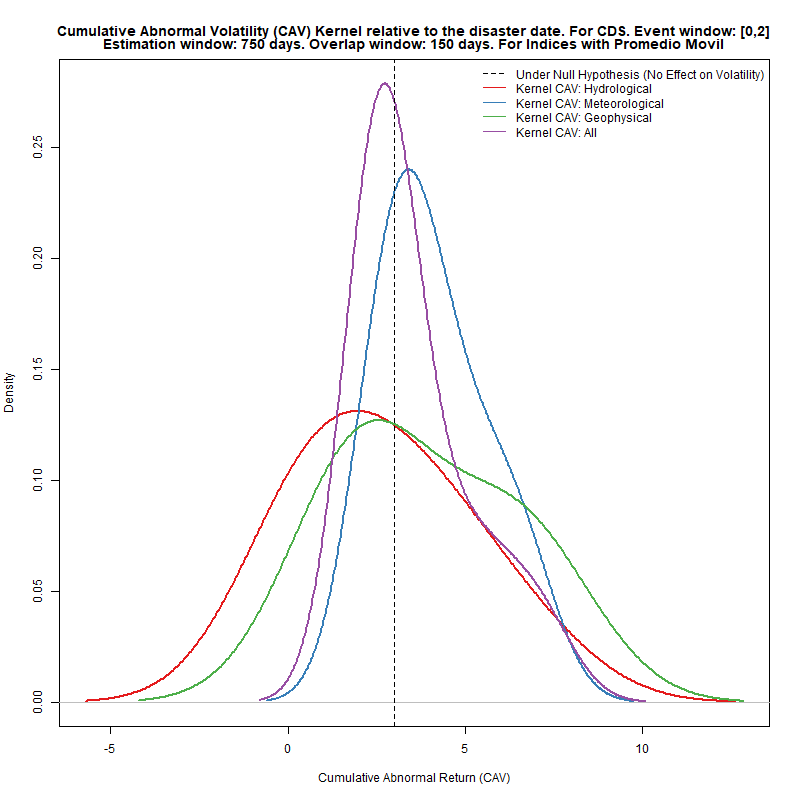 Cumulative Abnormal Volatility (CAV) Kernel relative to the disaster date. For CDS. Event window: [0,2]
Estimation window: 750 days. Overlap window: 150 days. For Indices with Promedio Movil
Under Null Hypothesis (No Effect on Volatility)
Kernel CAV: Hydrological
Kernel CAV: Meteorological
Kernel CAV: Geophysical
Kernel CAV: All
Density
0.25
0.20
0.15
0.10
0.05
0.00
-5
0
5
10
Cumulative Abnormal Return (CAV)